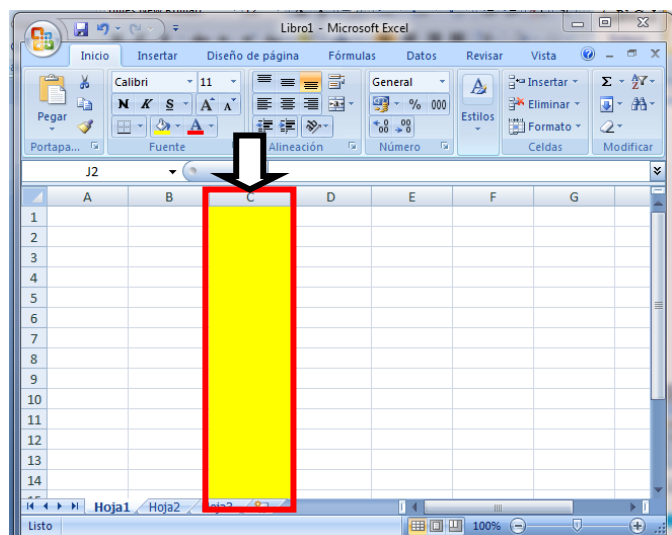 Libro1 - Microsoft Excel
Inicio Insertar Diseño de página Fórmulas Datos Revisar Vista
Calibri 11 General Insertar Σ
Pegar N K S A A % 000 Estilos Eliminar
A Formato
Portapa... Fuente Alineación Número Celdas Modificar
J2
A B C D E F G
1
2
3
4
5
6
7
8
9
10
11
12
13
14
Hoja1 Hoja2
Listo 100%